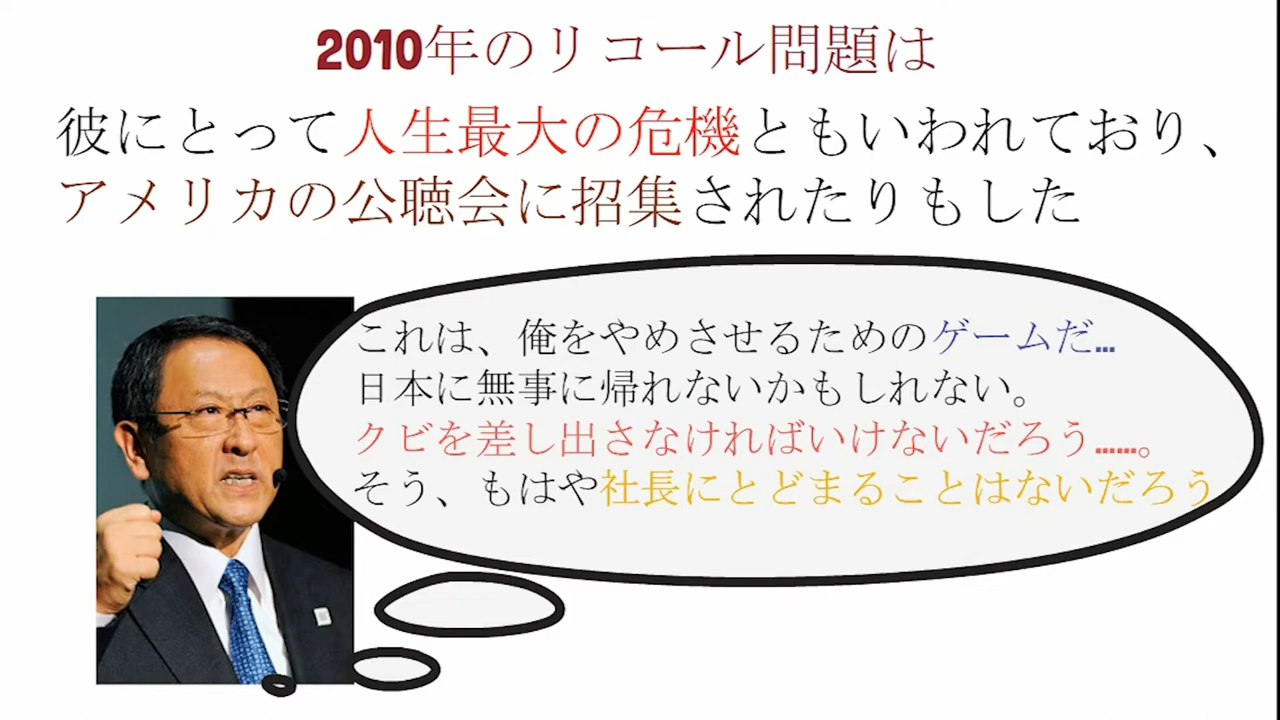 2010年のリコール問題は
彼にとって人生最大の危機ともいわれており、
アメリカの公聴会に招集されたりもした
これは、俺をやめさせるためのゲームだ…
日本に無事に帰れないかもしれない。
クビを差し出さなければいけないだろう……。
そう、もはや社長にとどまることはないだろう